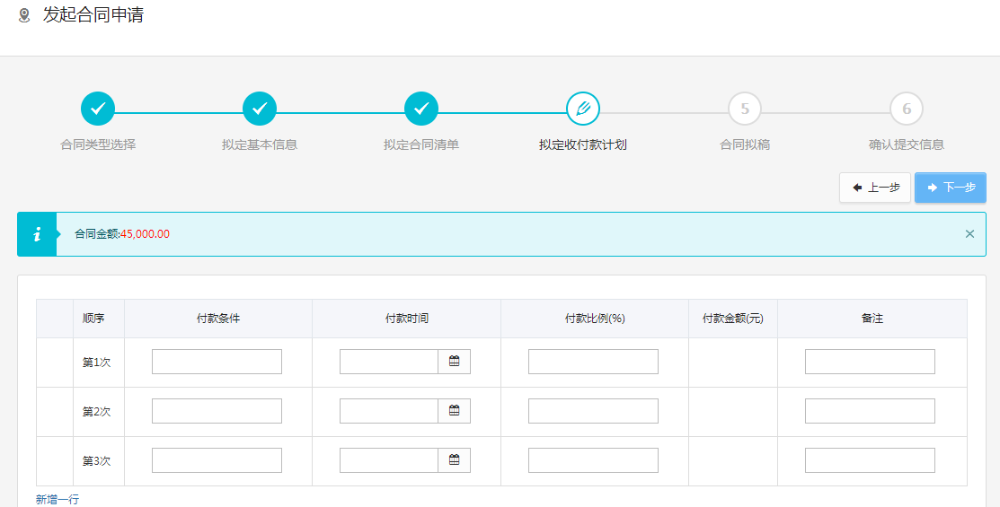 发起合同申请
5 6
合同类型选择 拟定基本信息 拟定合同清单 拟定收付款计划 合同拟稿 确认提交信息
上一步 下一步
合同金额:45,000.00
顺序 付款条件 付款时间 付款比例(%) 付款金额(元) 备注
第1次
第2次
第3次
新增一行